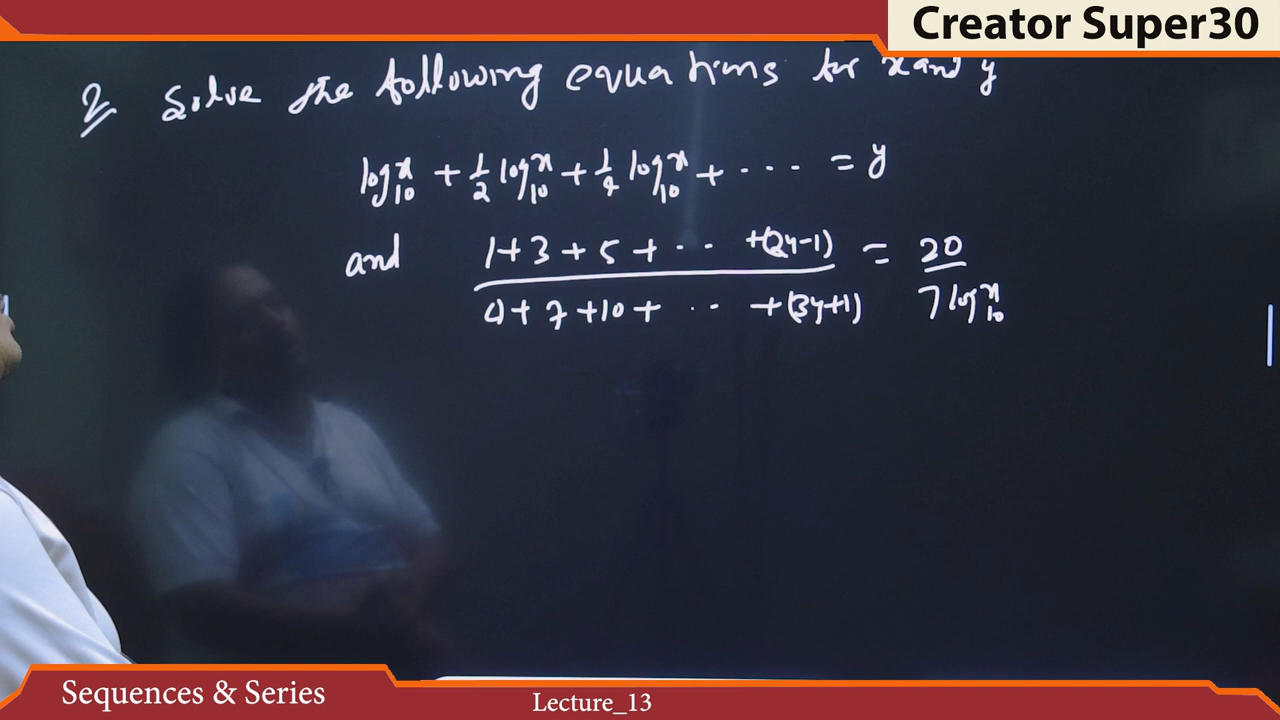 Creator Super30
Q Solve the following equations for x and y
log₁₀x + 1/2 log₁₀x + 1/4 log₁₀x + ... = y
and (1+3+5+ ... +(2y-1)) / (4+7+10+ ... +(3y+1)) = 20 / (7 log₁₀x)
Sequences & Series
Lecture_13